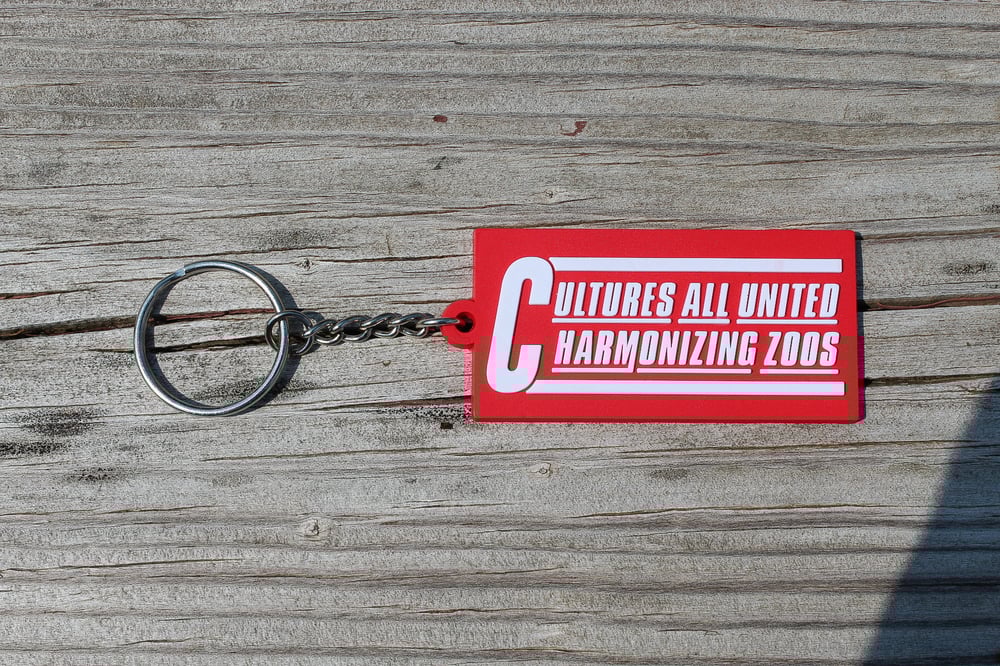 CULTURES ALL UNITED
HARMONIZING ZOOS